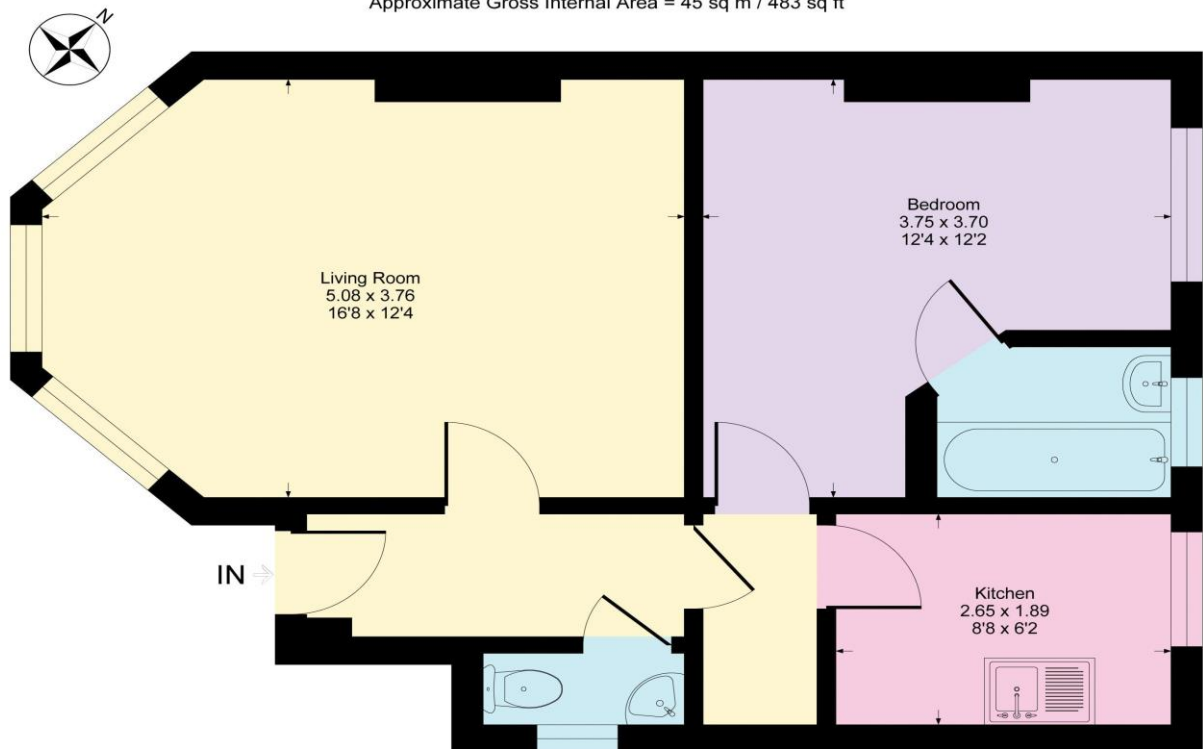 Approximate Gross Internal Area = 45 sq m / 483 sq ft
N
Living Room
5.08 x 3.76
16'8 x 12'4
Bedroom
3.75 x 3.70
12'4 x 12'2
IN
Kitchen
2.65 x 1.89
8'8 x 6'2